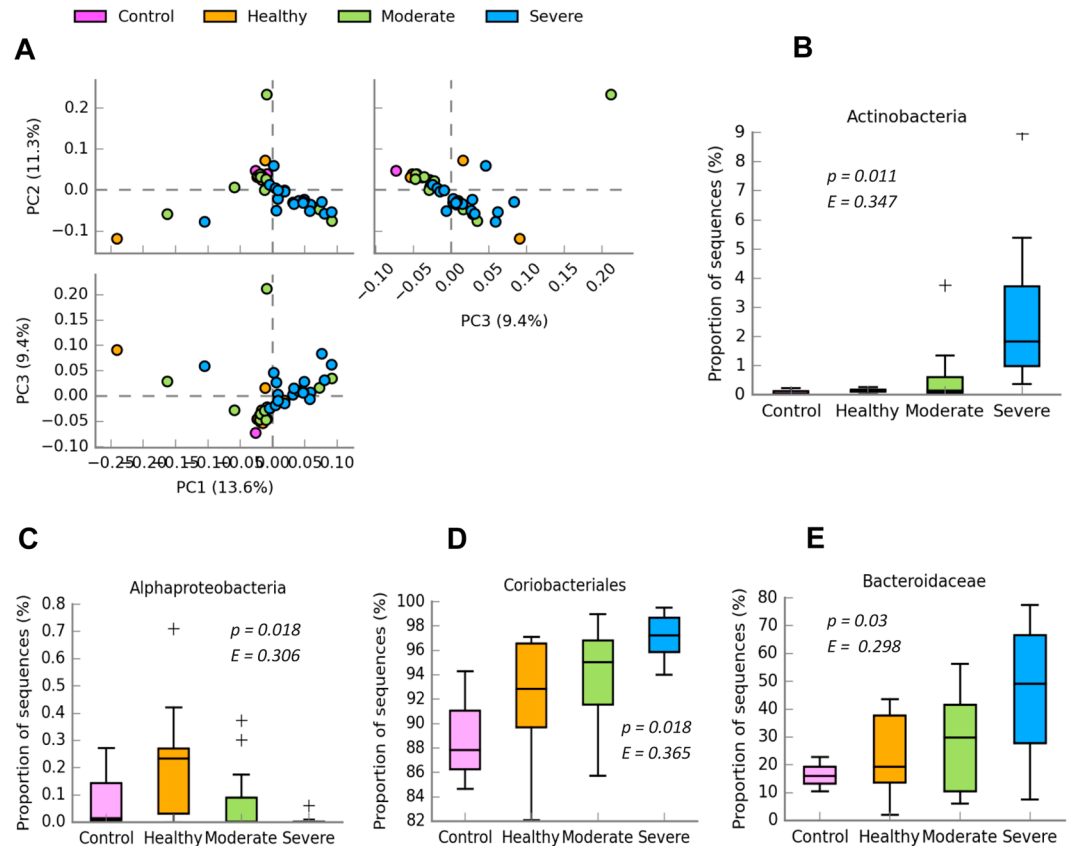 Control Healthy Moderate Severe
A
PC2 (11.3%)
0.2
0.1
0.0
−0.1
−0.10 −0.05 0.00 0.05 0.10 0.15 0.20
PC3 (9.4%)
PC3 (9.4%)
0.20
0.15
0.10
0.05
0.00
−0.05
−0.10
−0.25 −0.20 −0.15 −0.10 −0.05 0.00 0.05 0.10
PC1 (13.6%)
B
Actinobacteria
Proportion of sequences (%)
9
8
7
6
5
4
3
2
1
0
p = 0.011
E = 0.347
Control Healthy Moderate Severe
C
Alphaproteobacteria
Proportion of sequences (%)
0.8
0.7
0.6
0.5
0.4
0.3
0.2
0.1
0.0
p = 0.018
E = 0.306
Control Healthy Moderate Severe
D
Coriobacteriales
Proportion of sequences (%)
100
98
96
94
92
90
88
86
84
82
p = 0.018
E = 0.365
Control Healthy Moderate Severe
E
Bacteroidaceae
Proportion of sequences (%)
80
70
60
50
40
30
20
10
0
p = 0.03
E = 0.298
Control Healthy Moderate Severe